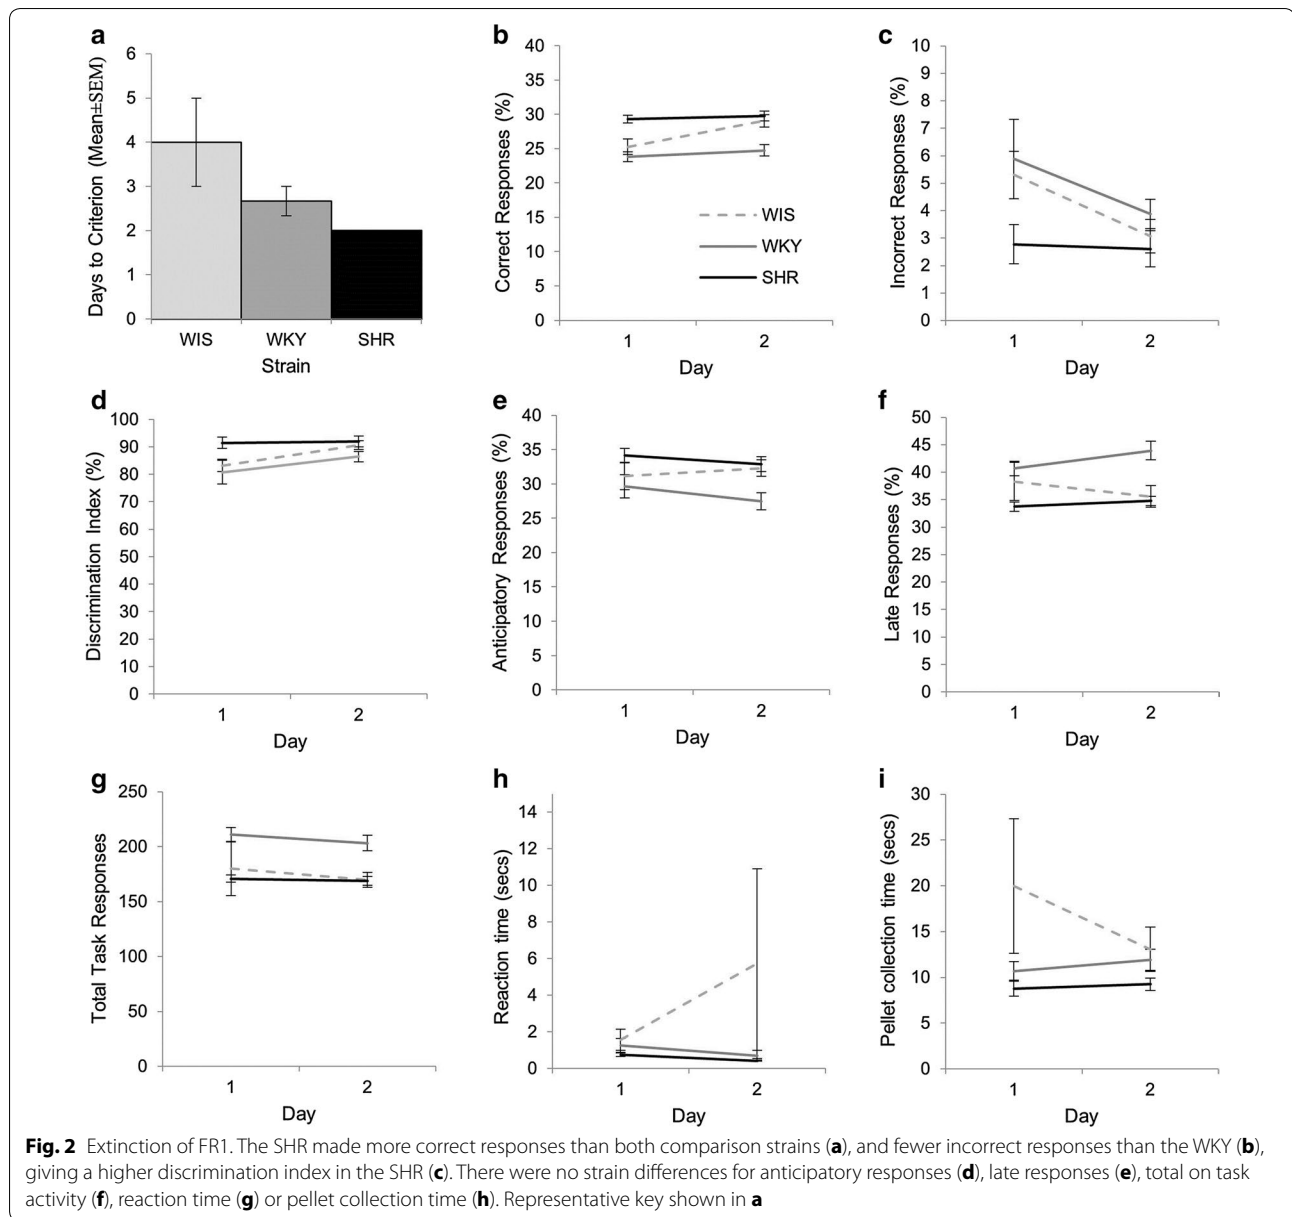 a
Days to Criterion (Mean±SEM)
6
5
4
3
2
1
0
WIS WKY SHR
Strain
b
Correct Responses (%)
40
35
30
25
20
15
10
5
0
WIS
WKY
SHR
1 2
Day
c
Incorrect Responses (%)
10
9
8
7
6
5
4
3
2
1
0
1 2
Day
d
Discrimination Index (%)
100
90
80
70
60
50
40
30
20
10
0
1 2
Day
e
Anticipatory Responses (%)
40
35
30
25
20
15
10
5
0
1 2
Day
f
Late Responses (%)
50
45
40
35
30
25
20
15
10
5
0
1 2
Day
g
Total Task Responses
250
200
150
100
50
0
1 2
Day
h
Reaction time (secs)
14
12
10
8
6
4
2
0
1 2
Day
i
Pellet collection time (secs)
30
25
20
15
10
5
0
1 2
Day
Fig. 2 Extinction of FR1. The SHR made more correct responses than both comparison strains (a), and fewer incorrect responses than the WKY (b),
giving a higher discrimination index in the SHR (c). There were no strain differences for anticipatory responses (d), late responses (e), total on task
activity (f), reaction time (g) or pellet collection time (h). Representative key shown in a